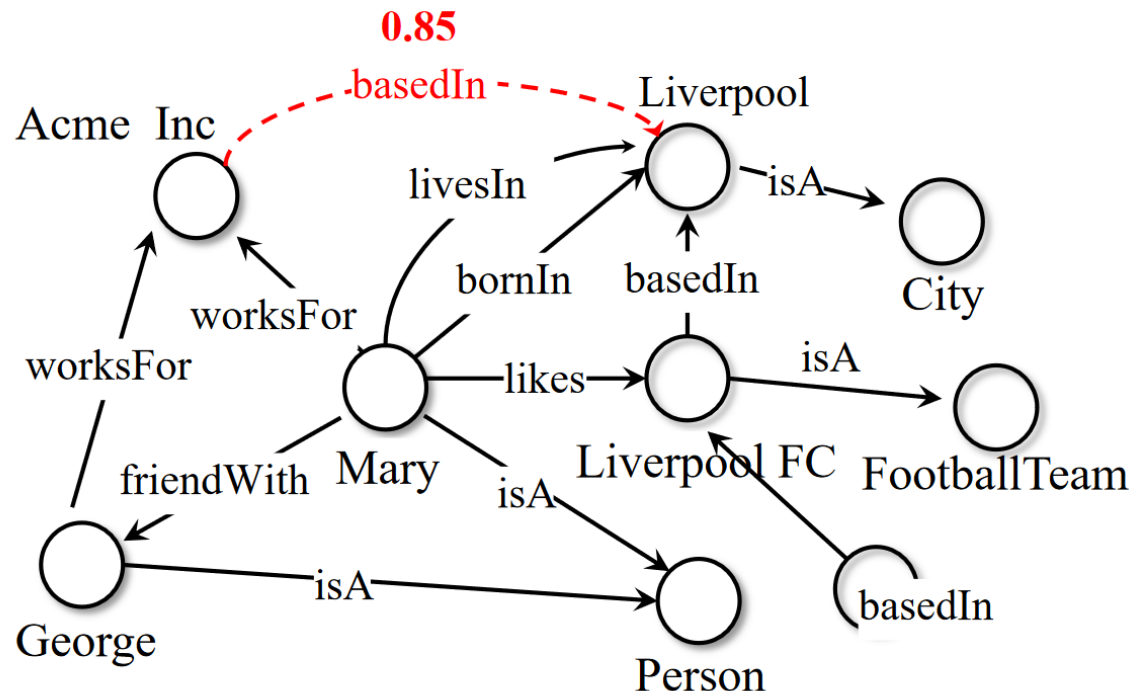 0.85
basedIn
Liverpool
Acme Inc
livesIn
isA
bornIn
basedIn
City
worksFor
worksFor
likes
isA
Mary
Liverpool FC
FootballTeam
friendWith
isA
isA
basedIn
George
Person